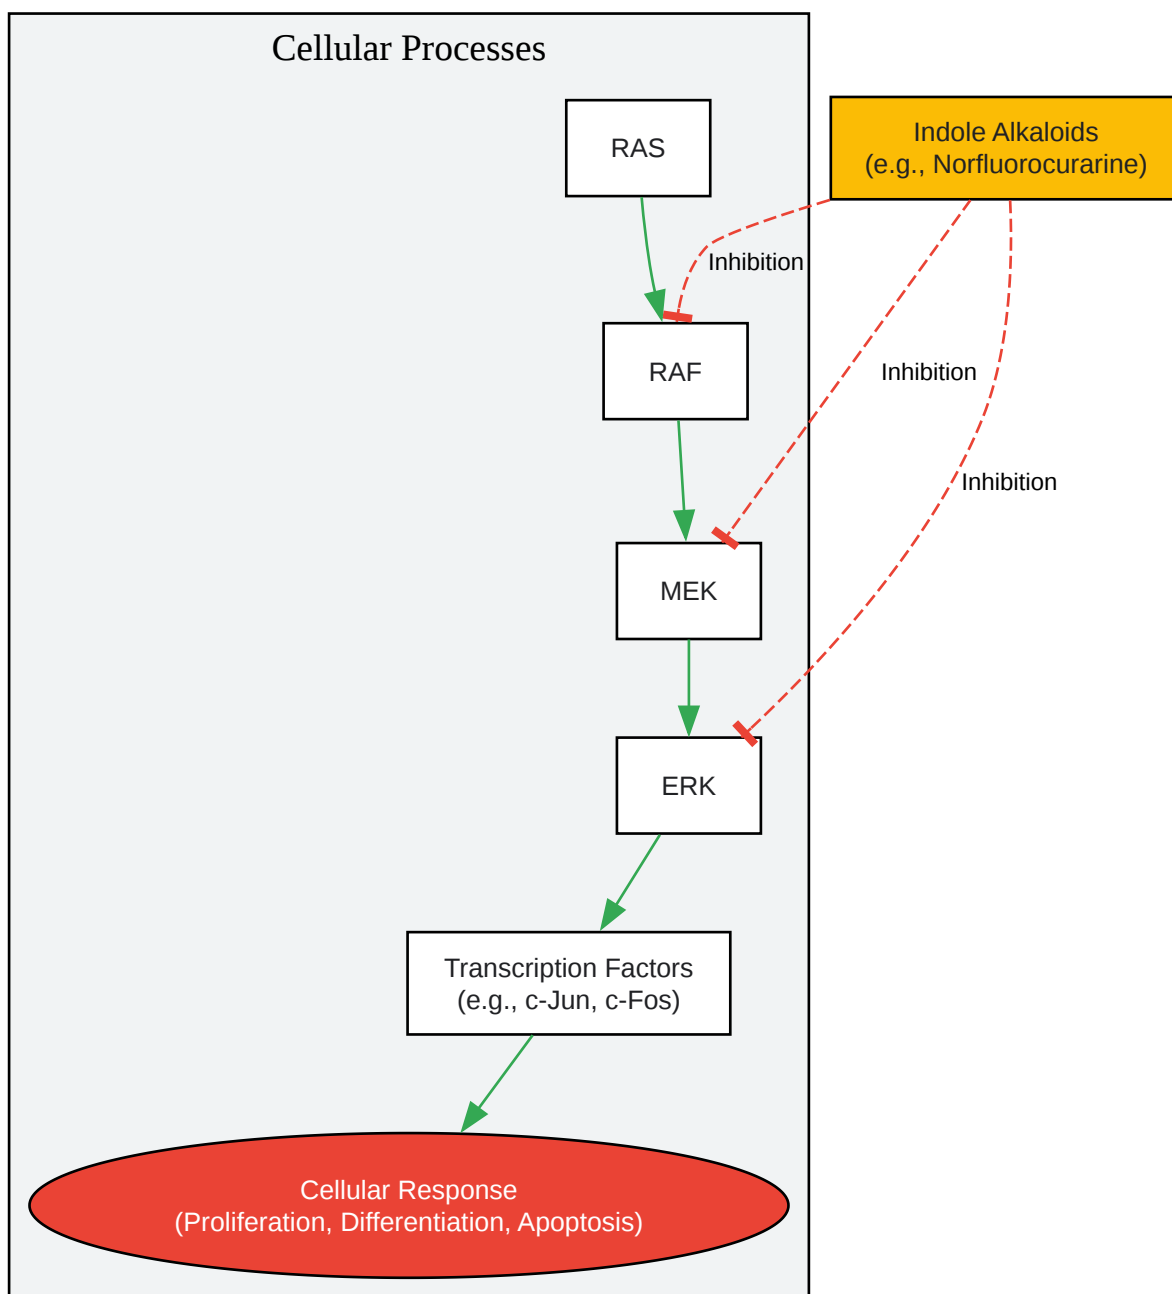 Cellular Processes
RAS
Indole Alkaloids
(e.g., Norfluorocurarine)
Inhibition
RAF
Inhibition
Inhibition
MEK
ERK
Transcription Factors
(e.g., c-Jun, c-Fos)
Cellular Response
(Proliferation, Differentiation, Apoptosis)